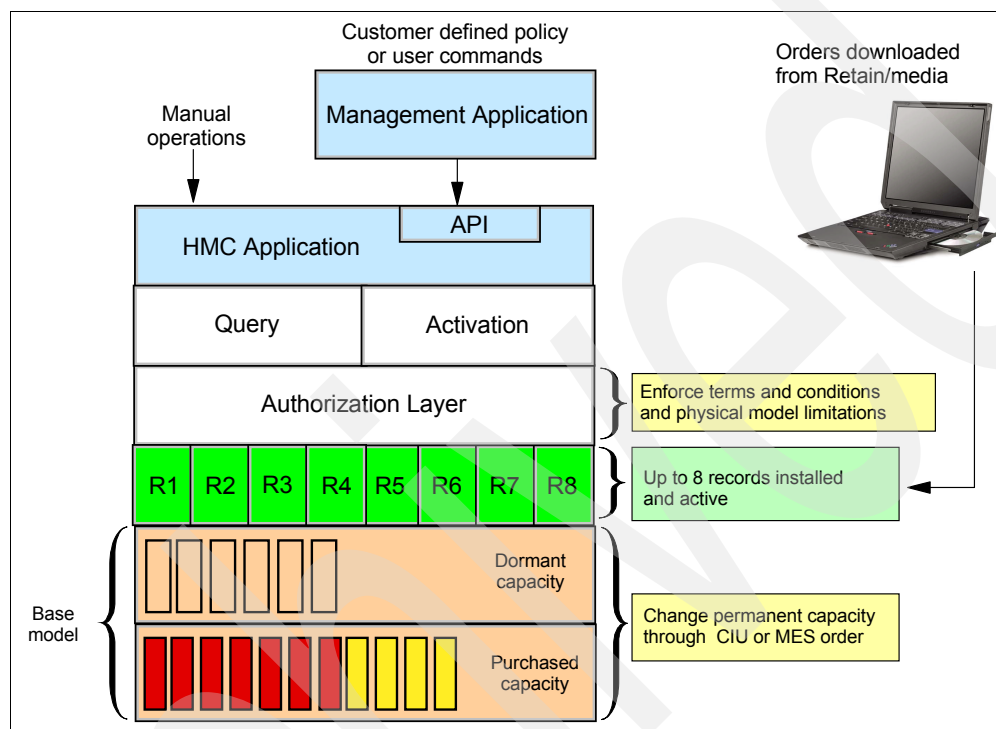 Customer defined policy
or user commands
Orders downloaded
from Retain/media
Management Application
Manual
operations
API
HMC Application
Query
Activation
Authorization Layer
Enforce terms and conditions
and physical model limitations
R1
R2
R3
R4
R5
R6
R7
R8
Up to 8 records installed
and active
Dormant
capacity
Base
model
Change permanent capacity
through CIU or MES order
Purchased
capacity